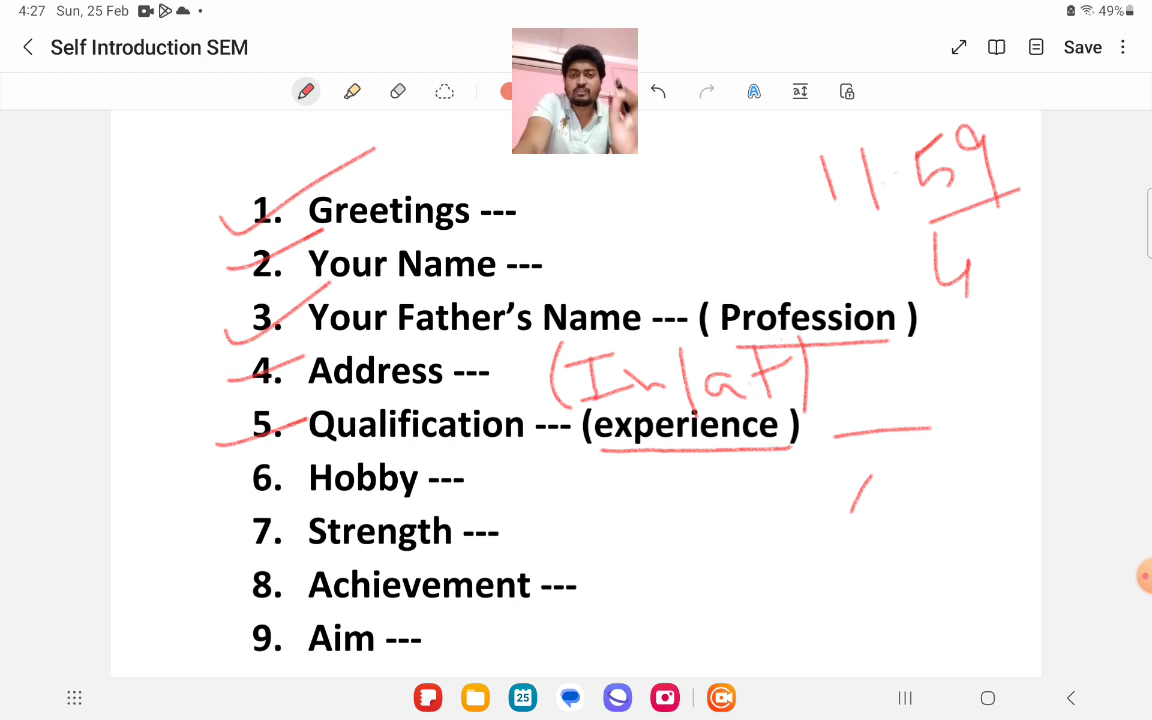 4:27 Sun, 25 Feb 49%
Self Introduction SEM Save
11.59
1. Greetings ---
4
2. Your Name ---
3. Your Father’s Name --- ( Profession )
4. Address ---
5. Qualification --- (experience )
6. Hobby ---
7. Strength ---
8. Achievement ---
9. Aim ---
25